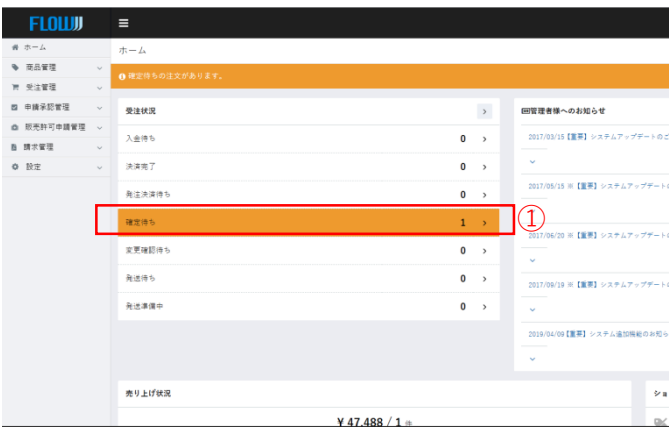 FLOW
ホーム
商品管理
受注管理
申請承認管理
販売許可申請管理
請求管理
設定
ホーム
確定待ちの注文があります。
受注状況
入金待ち 0
決済完了 0
発注決済待ち 0
確定待ち 1
変更確認待ち 0
発送待ち 0
発送準備中 0
①
管理者様へのお知らせ
2017/03/15【重要】システムアップデートのご
2017/05/15 ※【重要】システムアップデートの
2017/06/20 ※【重要】システムアップデートの
2017/09/19 ※【重要】システムアップデートの
2019/04/09【重要】システム追加機能のお知ら
売り上げ状況
¥ 47,488 / 1 件
ショ